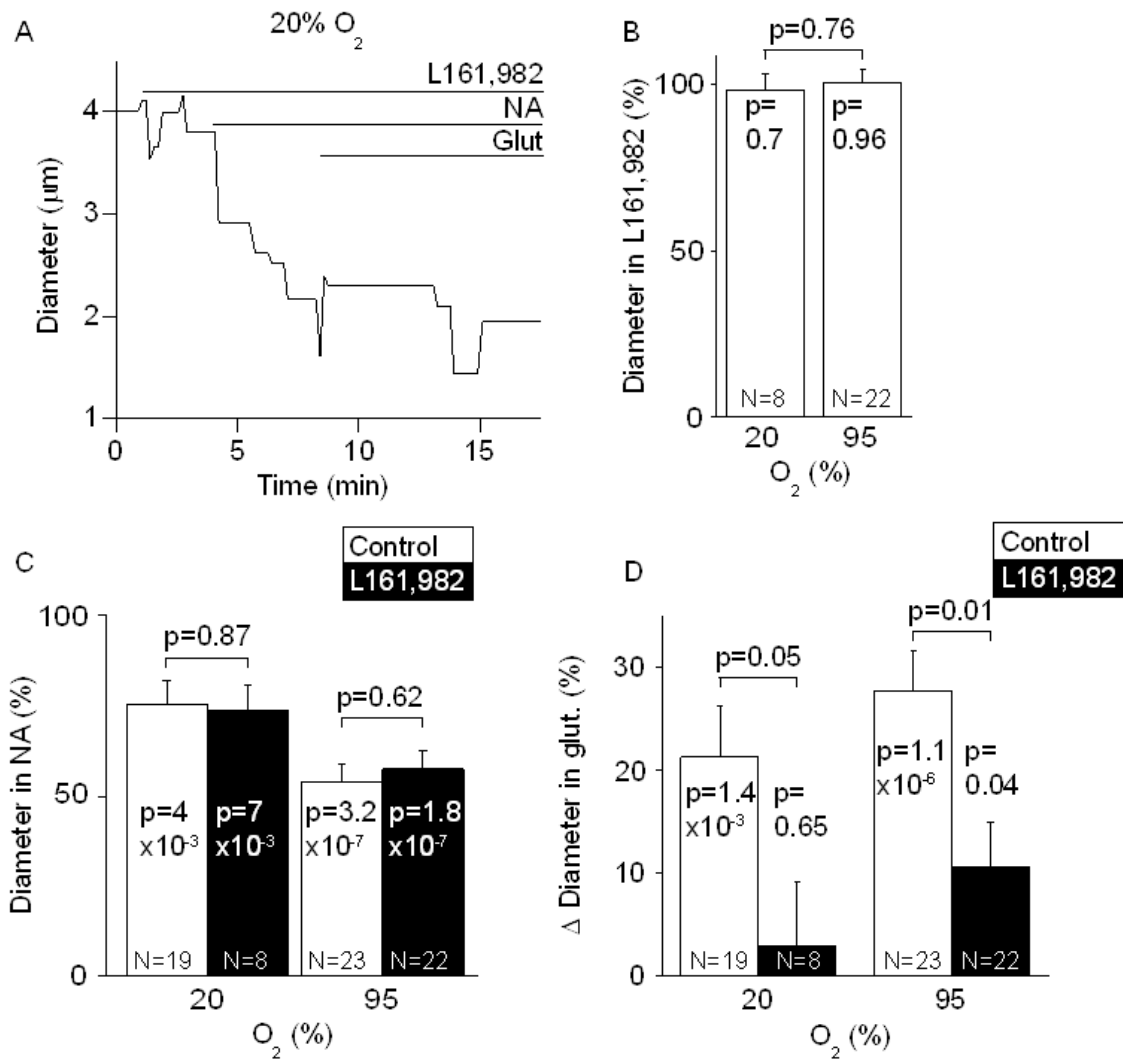 A
20% O₂
L161,982
NA
Glut
4
3
2
1
Diameter (μm)
0
5
10
15
Time (min)
B
p=0.76
100
50
0
Diameter in L161,982 (%)
p=
0.7
p=
0.96
N=8
N=22
20
95
O₂ (%)
C
Control
L161,982
100
50
0
Diameter in NA (%)
p=0.87
p=0.62
p=4
x10⁻³
p=7
x10⁻³
p=3.2
x10⁻⁷
p=1.8
x10⁻⁷
N=19
N=8
N=23
N=22
20
95
O₂ (%)
D
Control
L161,982
30
20
10
0
Δ Diameter in glut. (%)
p=0.05
p=0.01
p=1.4
x10⁻³
p=
0.65
p=1.1
x10⁻⁶
p=
0.04
N=19
N=8
N=23
N=22
20
95
O₂ (%)